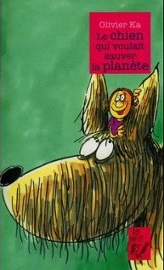 Olivier Ka
Le chien
qui voulait
sauver
la planète